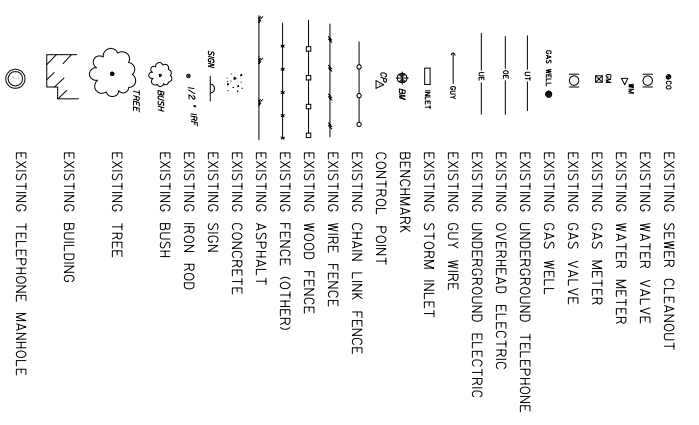 CO EXISTING SEWER CLEANOUT
EXISTING WATER VALVE
WM EXISTING WATER METER
GM EXISTING GAS METER
EXISTING GAS VALVE
GAS WELL EXISTING GAS WELL
UT EXISTING UNDERGROUND TELEPHONE
OE EXISTING OVERHEAD ELECTRIC
UE EXISTING UNDERGROUND ELECTRIC
GUY EXISTING GUY WIRE
INLET EXISTING STORM INLET
BM BENCHMARK
CP CONTROL POINT
EXISTING CHAIN LINK FENCE
EXISTING WIRE FENCE
EXISTING WOOD FENCE
EXISTING FENCE (OTHER)
EXISTING ASPHALT
EXISTING CONCRETE
SIGN EXISTING SIGN
1/2 " IRF EXISTING IRON ROD
BUSH EXISTING BUSH
TREE EXISTING TREE
EXISTING BUILDING
EXISTING TELEPHONE MANHOLE